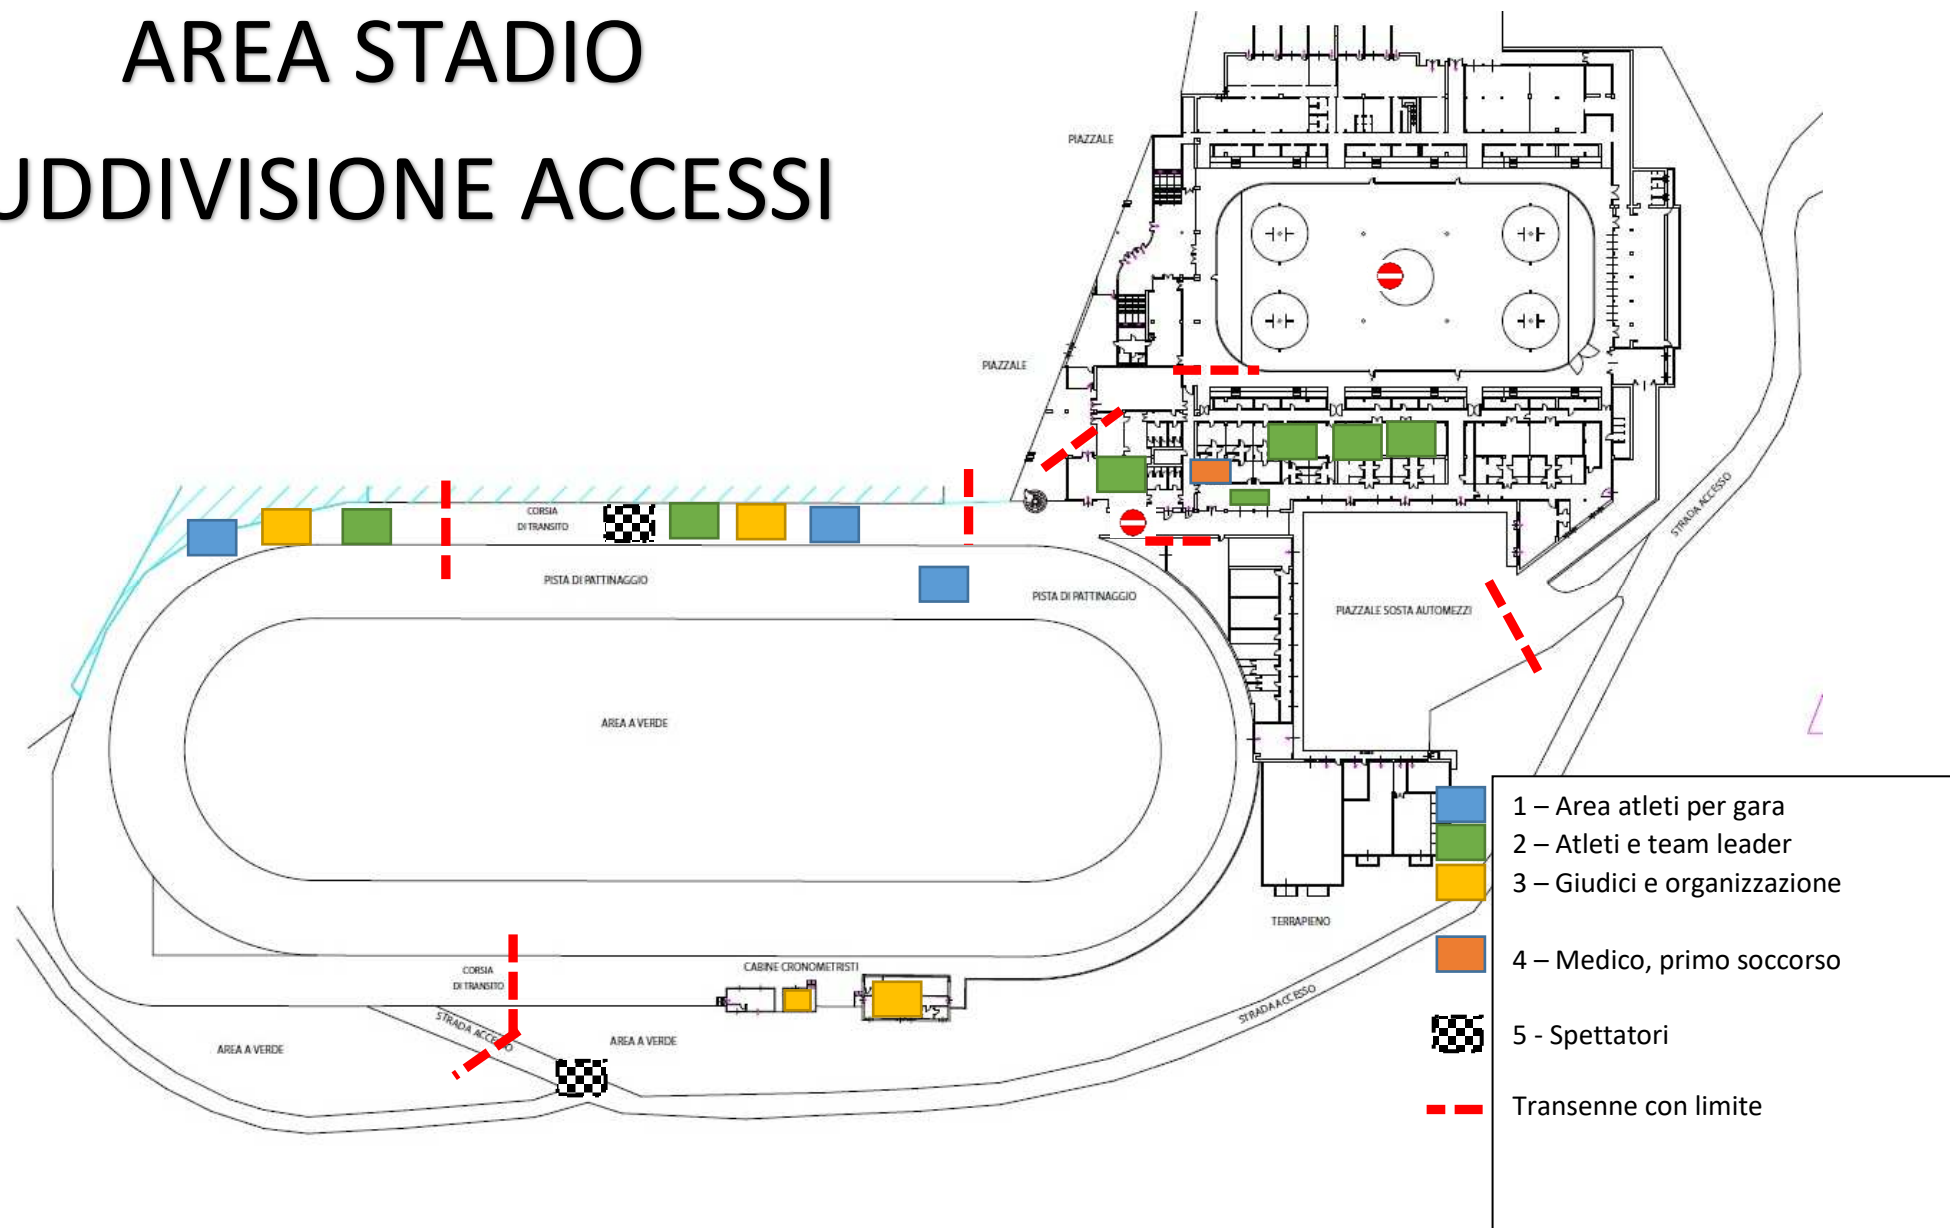 AREA STADIO
UDDIVISIONE ACCESSI
PIAZZALE
PIAZZALE
STRADA ACCESSO
CORSIA
DI TRANSITO
PISTA DI PATTINAGGIO
PISTA DI PATTINAGGIO
PIAZZALE SOSTA AUTOMEZZI
AREA A VERDE
1 – Area atleti per gara
2 – Atleti e team leader
3 – Giudici e organizzazione
4 – Medico, primo soccorso
5 - Spettatori
Transenne con limite
TERRAPIENO
CABINE CRONOMETRISTI
CORSIA
DI TRANSITO
STRADA ACCESSO
STRADA ACCESSO
AREA A VERDE
AREA A VERDE